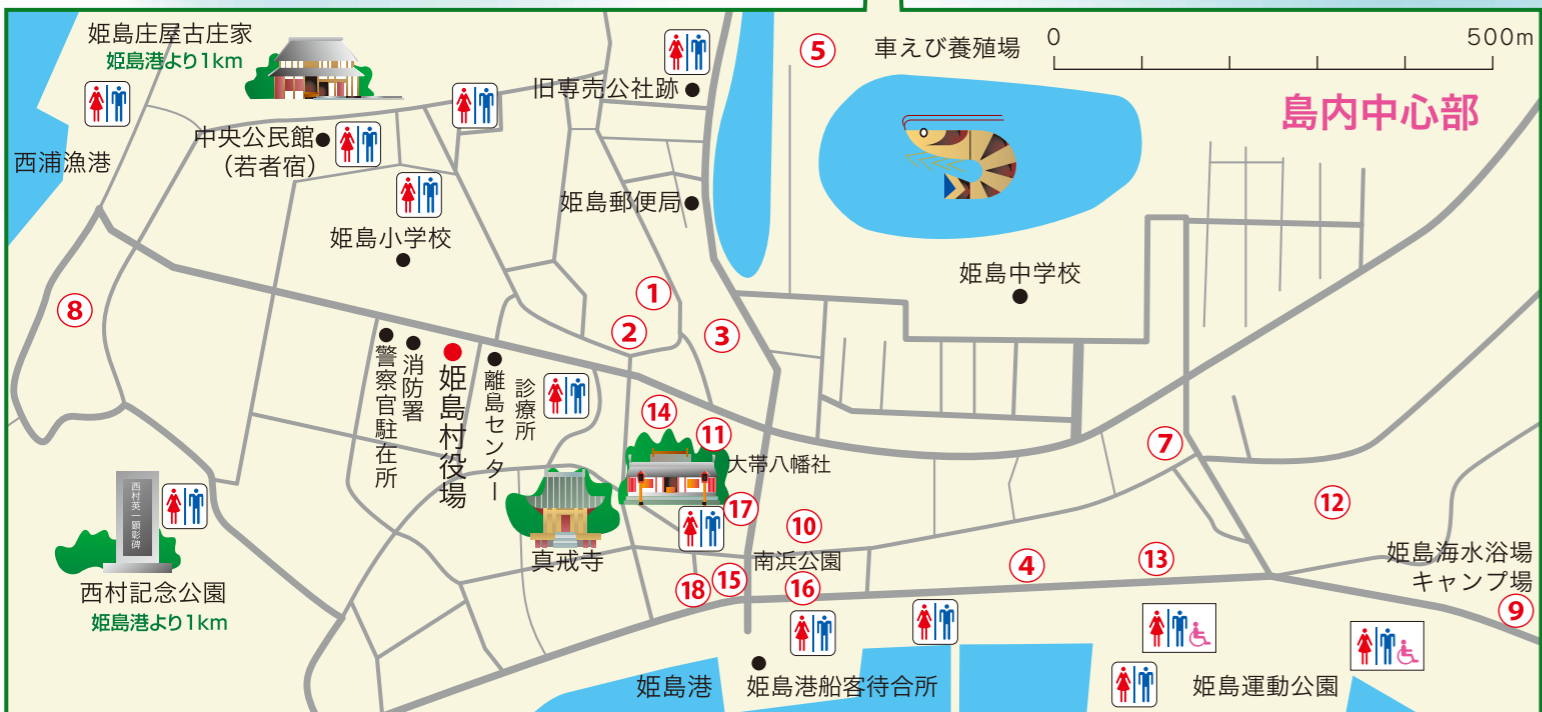 姫島庄屋古庄家
姫島港より1km
旧専売公社跡
⑤
車えび養殖場
0
500m
島内中心部
中央公民館
(若者宿)
西浦漁港
姫島郵便局
姫島小学校
姫島中学校
①
②
③
⑧
警察官駐在所
消防署
姫島村役場
離島センター
診療所
⑭
⑪
大帯八幡社
⑦
⑰
⑩
⑫
西村英一顕彰碑
真戒寺
南浜公園
④
⑬
姫島海水浴場
キャンプ場
⑨
西村記念公園
姫島港より1km
⑱
⑮
⑯
姫島港
姫島港船客待合所
姫島運動公園